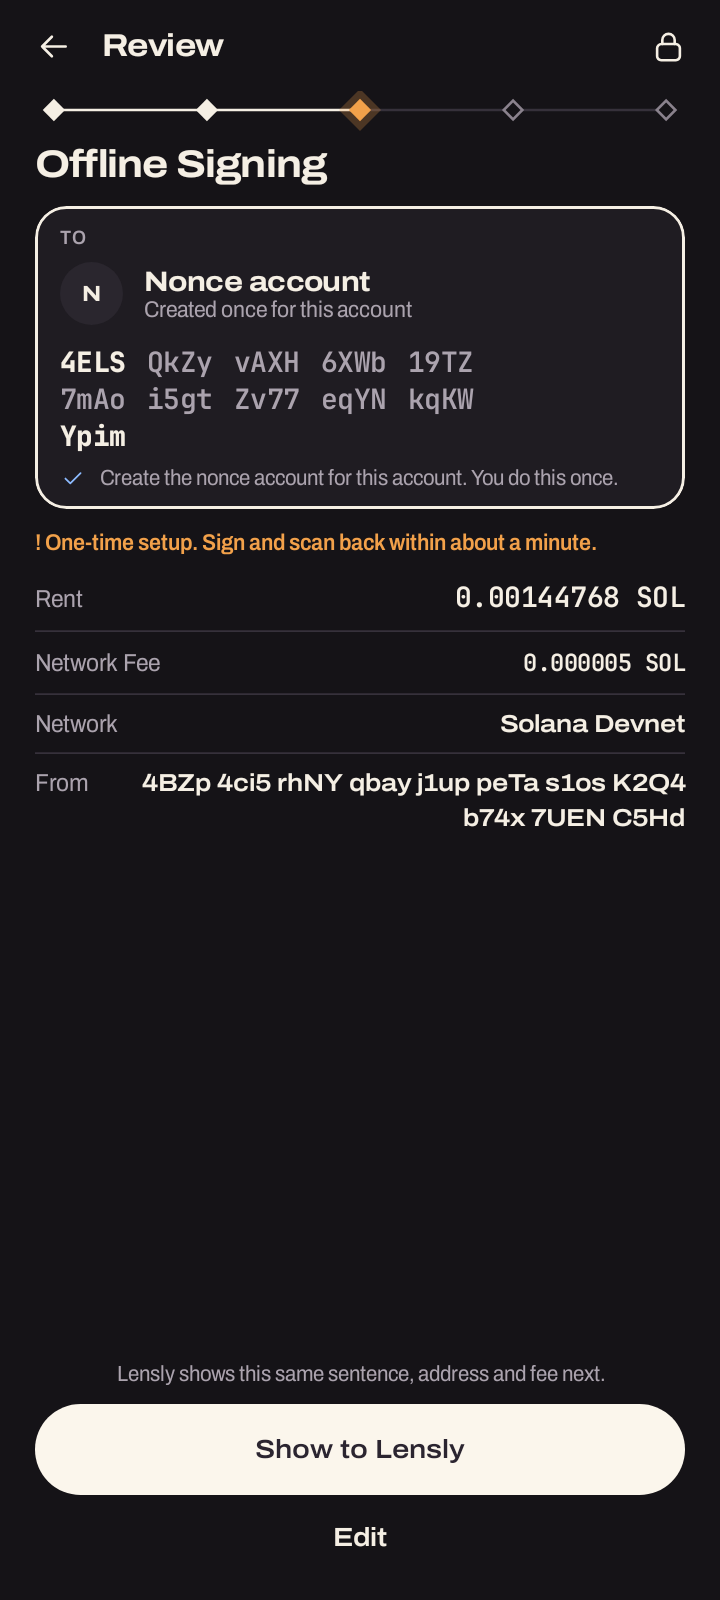 Review
Offline Signing
TO
N
Nonce account
Created once for this account
4ELS QkZy vAXH 6XWb 19TZ
7mAo i5gt Zv77 eqYN kqKW
Ypim
Create the nonce account for this account. You do this once.
! One-time setup. Sign and scan back within about a minute.
Rent 0.00144768 SOL
Network Fee 0.000005 SOL
Network Solana Devnet
From 4BZp 4ci5 rhNY qbay j1up peTa s1os K2Q4
b74x 7UEN C5Hd
Lensly shows this same sentence, address and fee next.
Show to Lensly
Edit